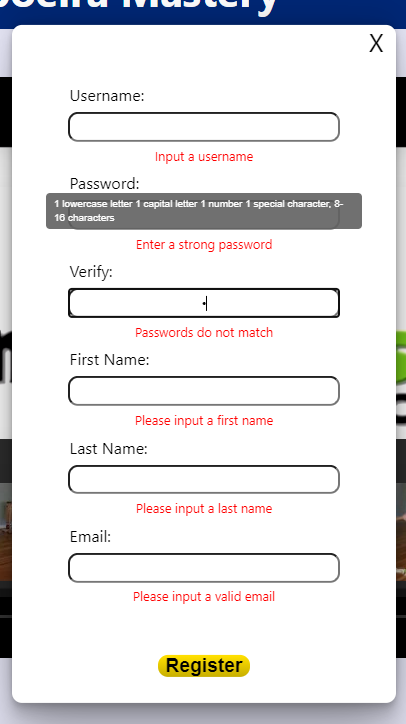 Mastery
X
Username:
Input a username
Password:
1 lowercase letter 1 capital letter 1 number 1 special character, 8-
16 characters
Enter a strong password
Verify:
Passwords do not match
First Name:
Please input a first name
Last Name:
Please input a last name
Email:
Please input a valid email
Register